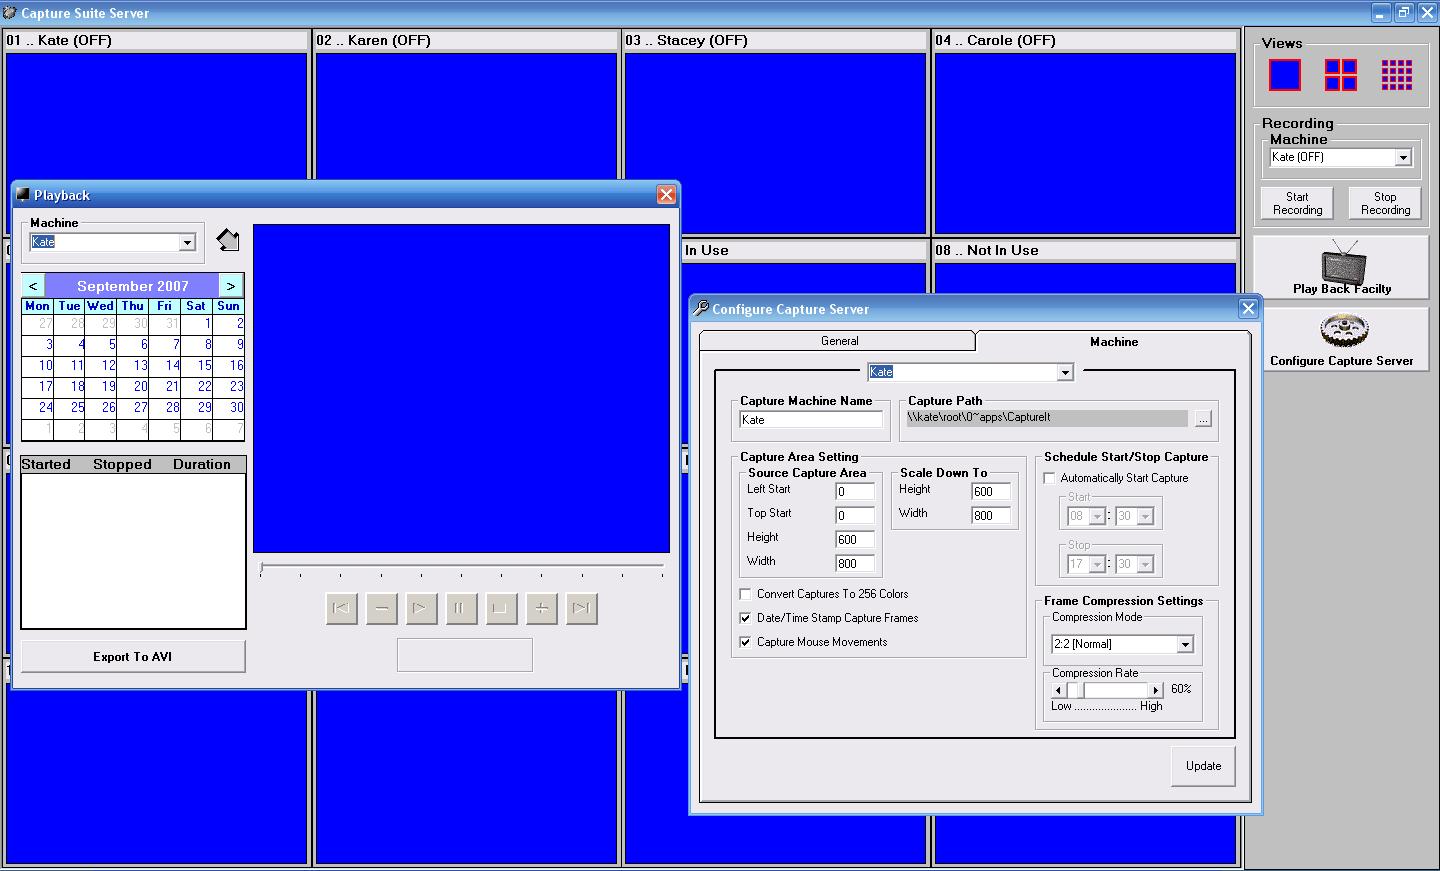 Capture Suite Server
01 .. Kate (OFF)
02 .. Karen (OFF)
03 .. Stacey (OFF)
04 .. Carole (OFF)
Views
Recording
Machine
Kate (OFF)
Start Recording
Stop Recording
Play Back Facilty
Configure Capture Server
In Use
08 .. Not In Use
Playback
Machine
Kate
< September 2007 >
Mon Tue Wed Thu Fri Sat Sun
27 28 29 30 31 1 2
3 4 5 6 7 8 9
10 11 12 13 14 15 16
17 18 19 20 21 22 23
24 25 26 27 28 29 30
1 2 3 4 5 6 7
Started Stopped Duration
Export To AVI
Configure Capture Server
General
Machine
Kate
Capture Machine Name
Kate
Capture Path
\\kate\root\0~apps\CaptureIt
...
Capture Area Setting
Source Capture Area
Left Start 0
Top Start 0
Height 600
Width 800
Scale Down To
Height 600
Width 800
Convert Captures To 256 Colors
Date/Time Stamp Capture Frames
Capture Mouse Movements
Schedule Start/Stop Capture
Automatically Start Capture
Start
08 : 30
Stop
17 : 30
Frame Compression Settings
Compression Mode
2:2 [Normal]
Compression Rate
60%
Low ..................... High
Update